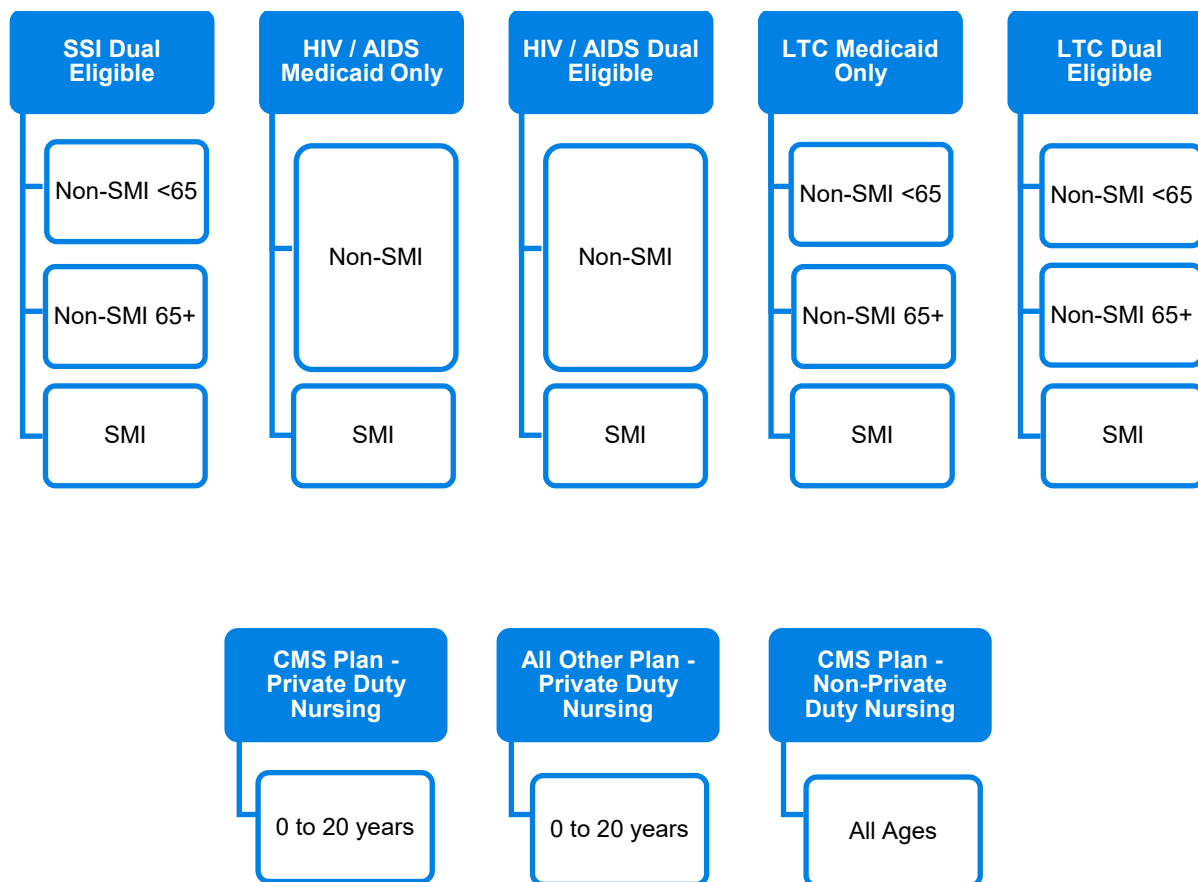 SSI Dual
Eligible
Non-SMI <65
Non-SMI 65+
SMI
HIV / AIDS
Medicaid Only
Non-SMI
SMI
HIV / AIDS Dual
Eligible
Non-SMI
SMI
LTC Medicaid
Only
Non-SMI <65
Non-SMI 65+
SMI
LTC Dual
Eligible
Non-SMI <65
Non-SMI 65+
SMI
CMS Plan -
Private Duty
Nursing
0 to 20 years
All Other Plan -
Private Duty
Nursing
0 to 20 years
CMS Plan -
Non-Private
Duty Nursing
All Ages